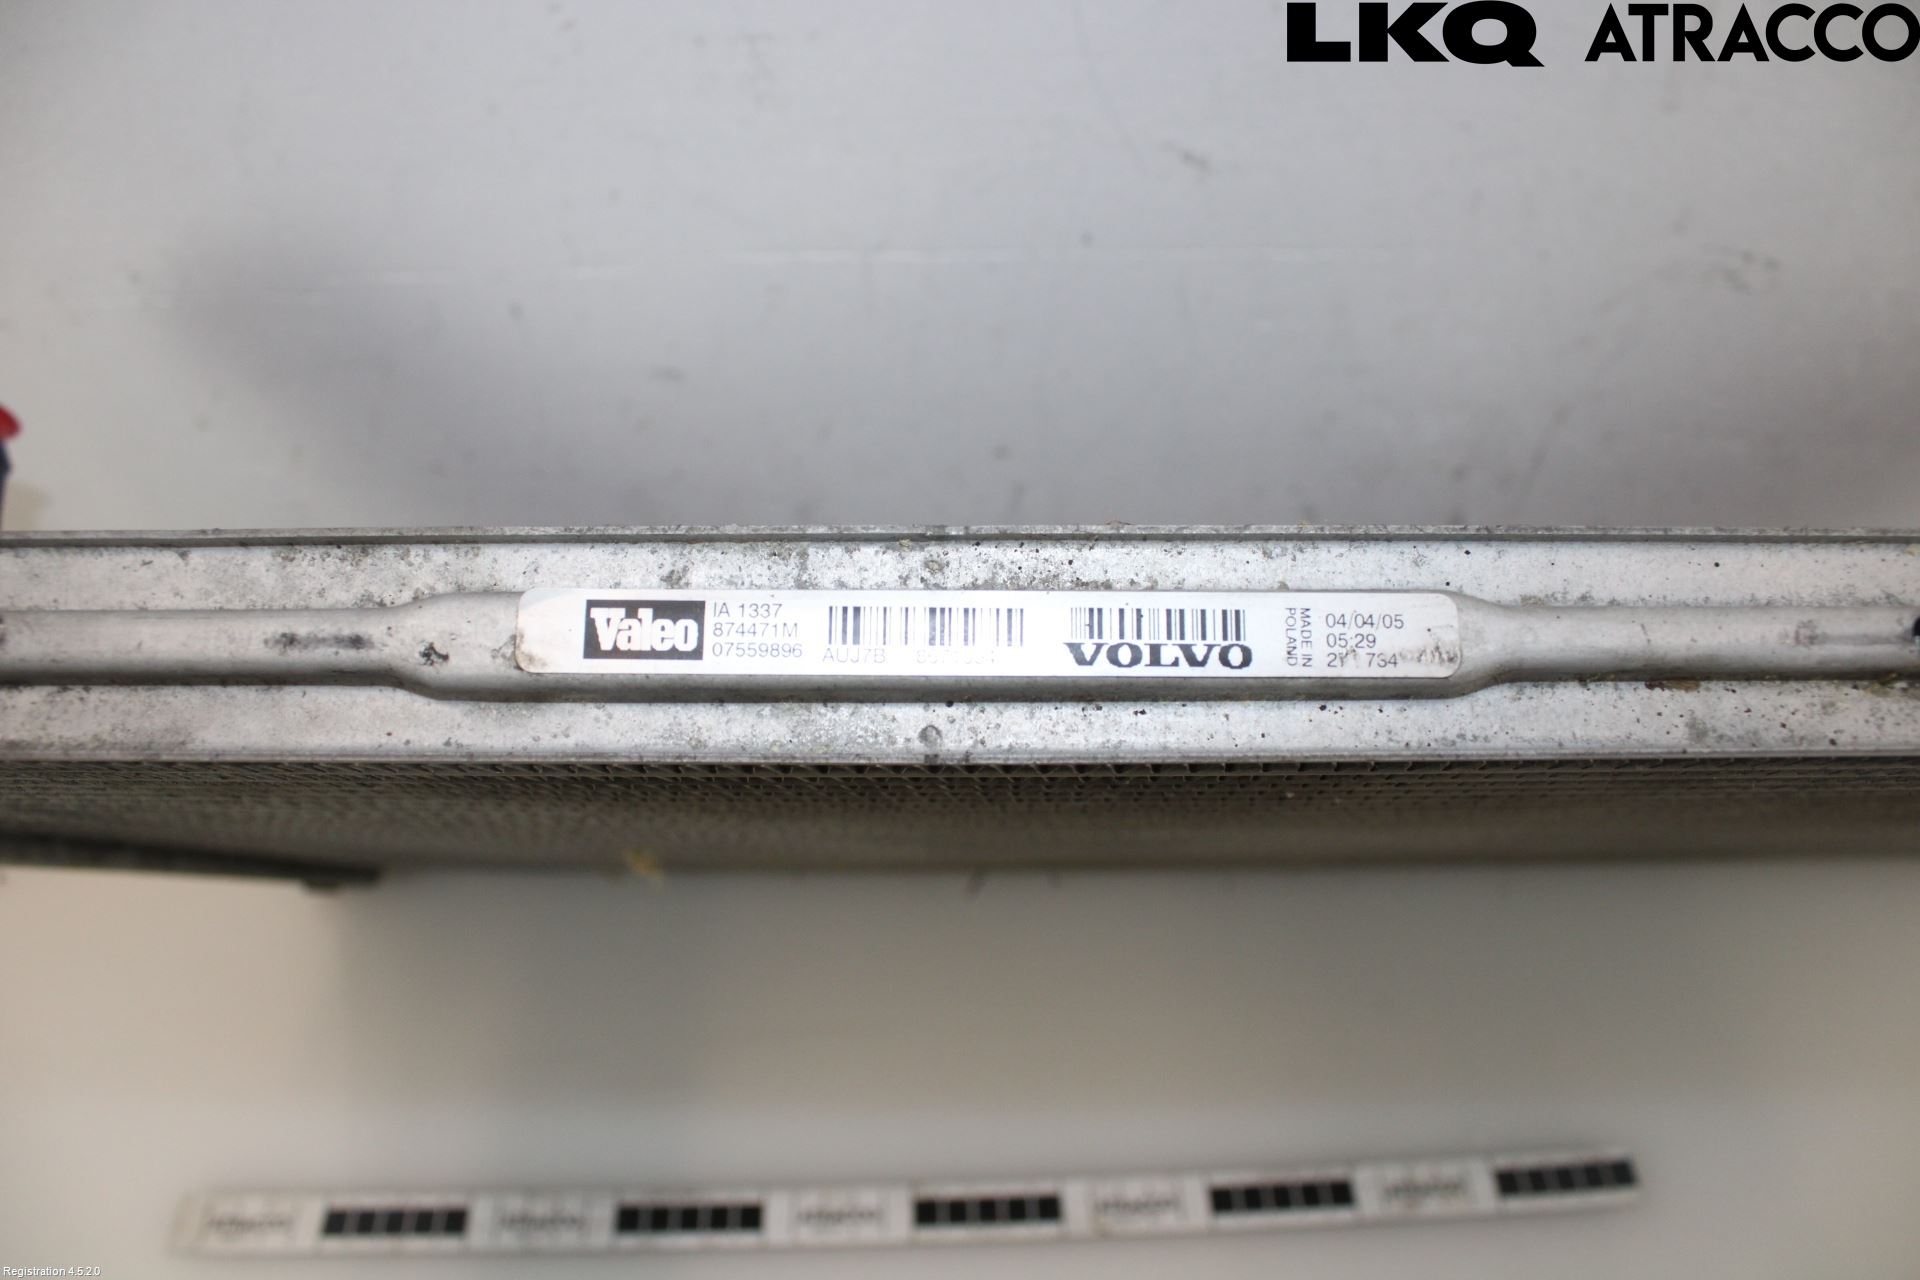 LKQ ATRACCO
Valeo
IA 1337
874471M
07559896
AUJ7B
VOLVO
MADE IN
POLAND
04/04/05
05:29
Registration 4.5.2.0